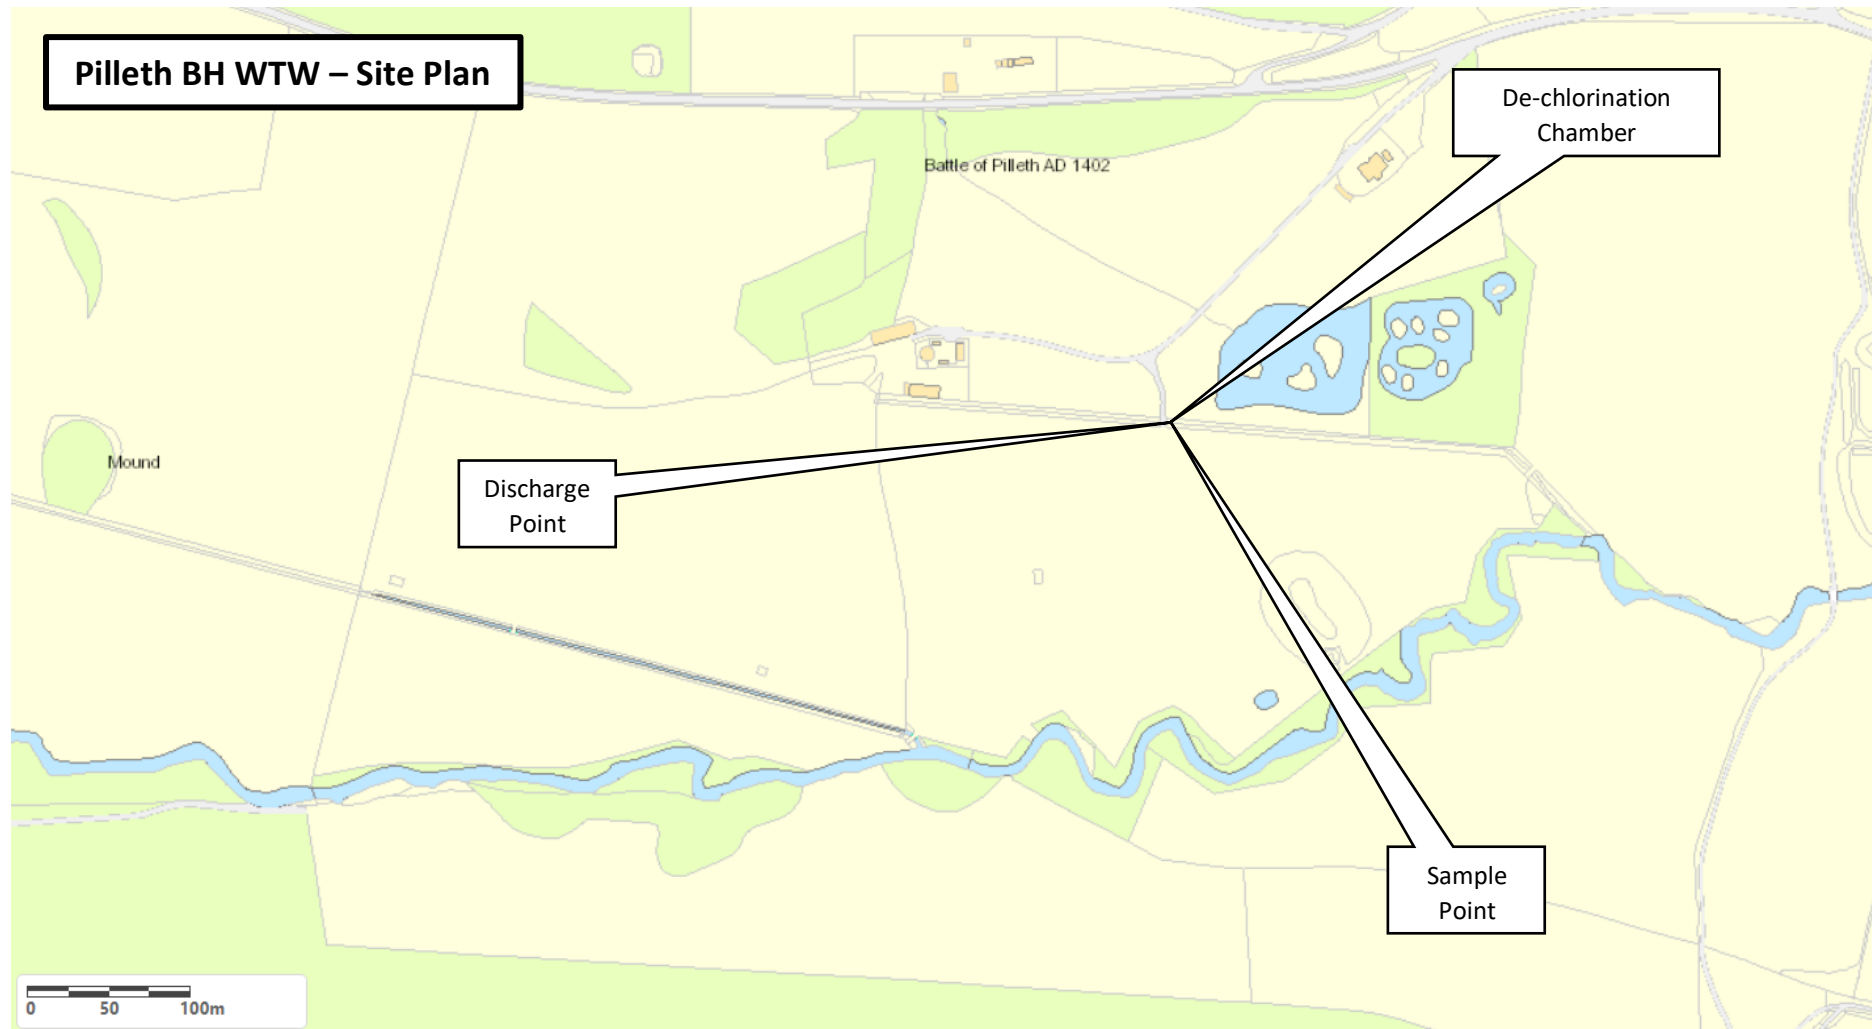 Pilleth BH WTW – Site Plan
De-chlorination
Chamber
Battle of Pilleth AD 1402
Mound
Discharge
Point
Sample
Point
0 50 100m